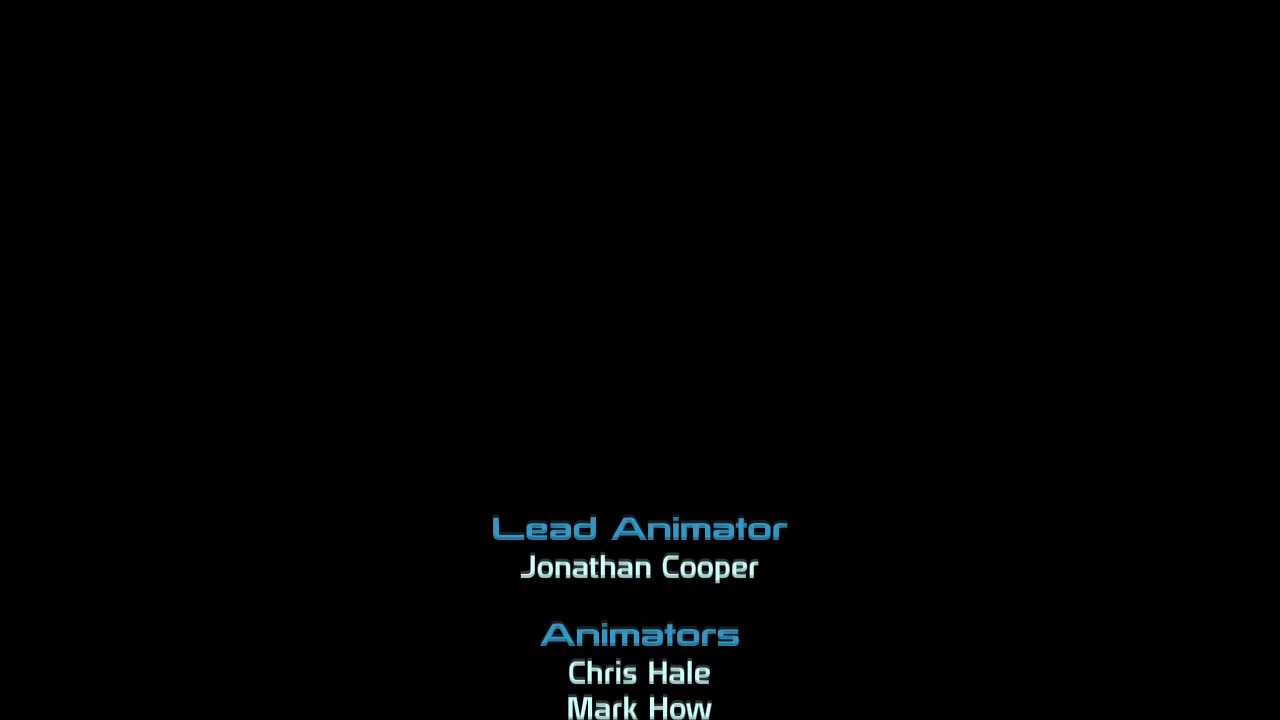 Lead Animator
Jonathan Cooper
Animators
Chris Hale
Mark How